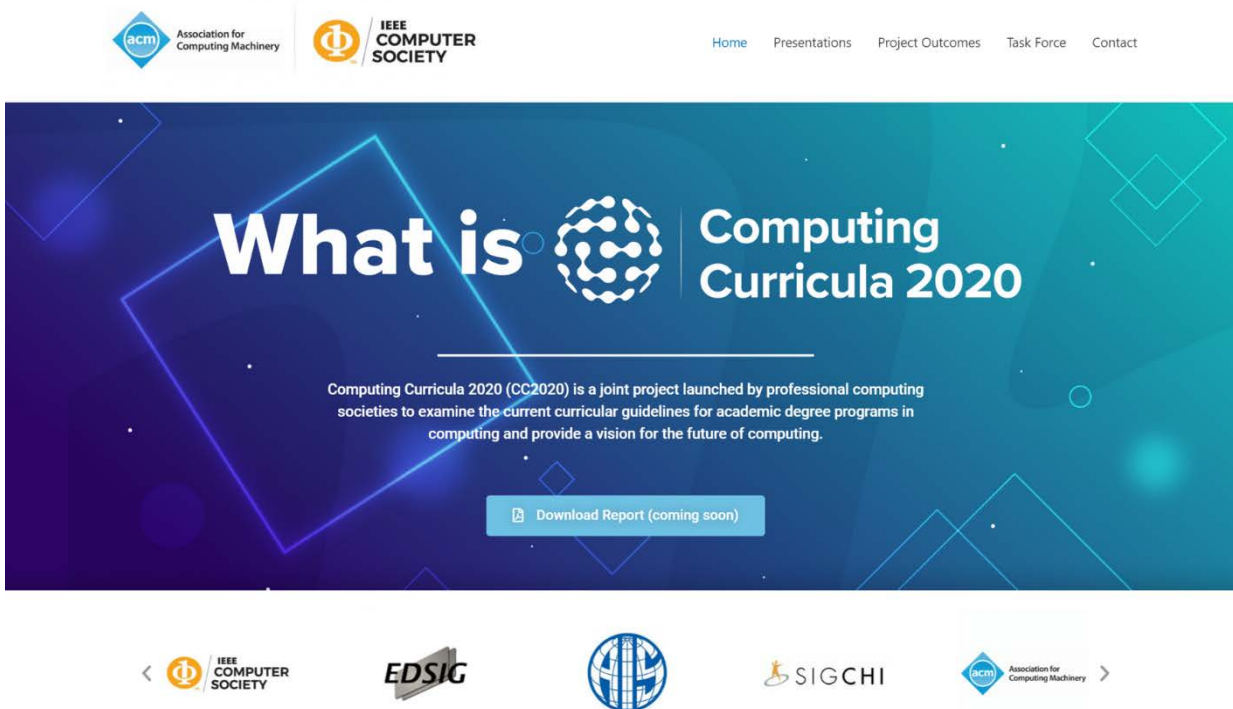 acm
Association for
Computing Machinery
IEEE
COMPUTER
SOCIETY
Home Presentations Project Outcomes Task Force Contact
What is
Computing
Curricula 2020
Computing Curricula 2020 (CC2020) is a joint project launched by professional computing
societies to examine the current curricular guidelines for academic degree programs in
computing and provide a vision for the future of computing.
Download Report (coming soon)
IEEE
COMPUTER
SOCIETY
EDSIG
AIS
SIGCHI
acm
Association for
Computing Machinery